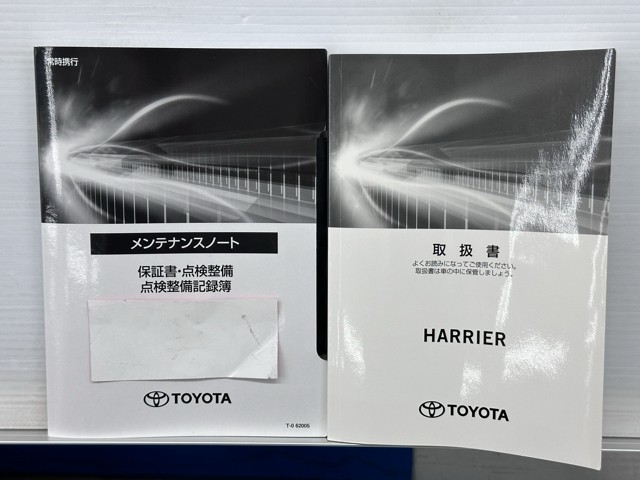 常時携行
メンテナンスノート
保証書・点検整備
点検整備記録簿
TOYOTA
T-0 62005
取扱書
よくお読みになってご使用ください。
取扱書は車の中に保管しましょう。
HARRIER
TOYOTA